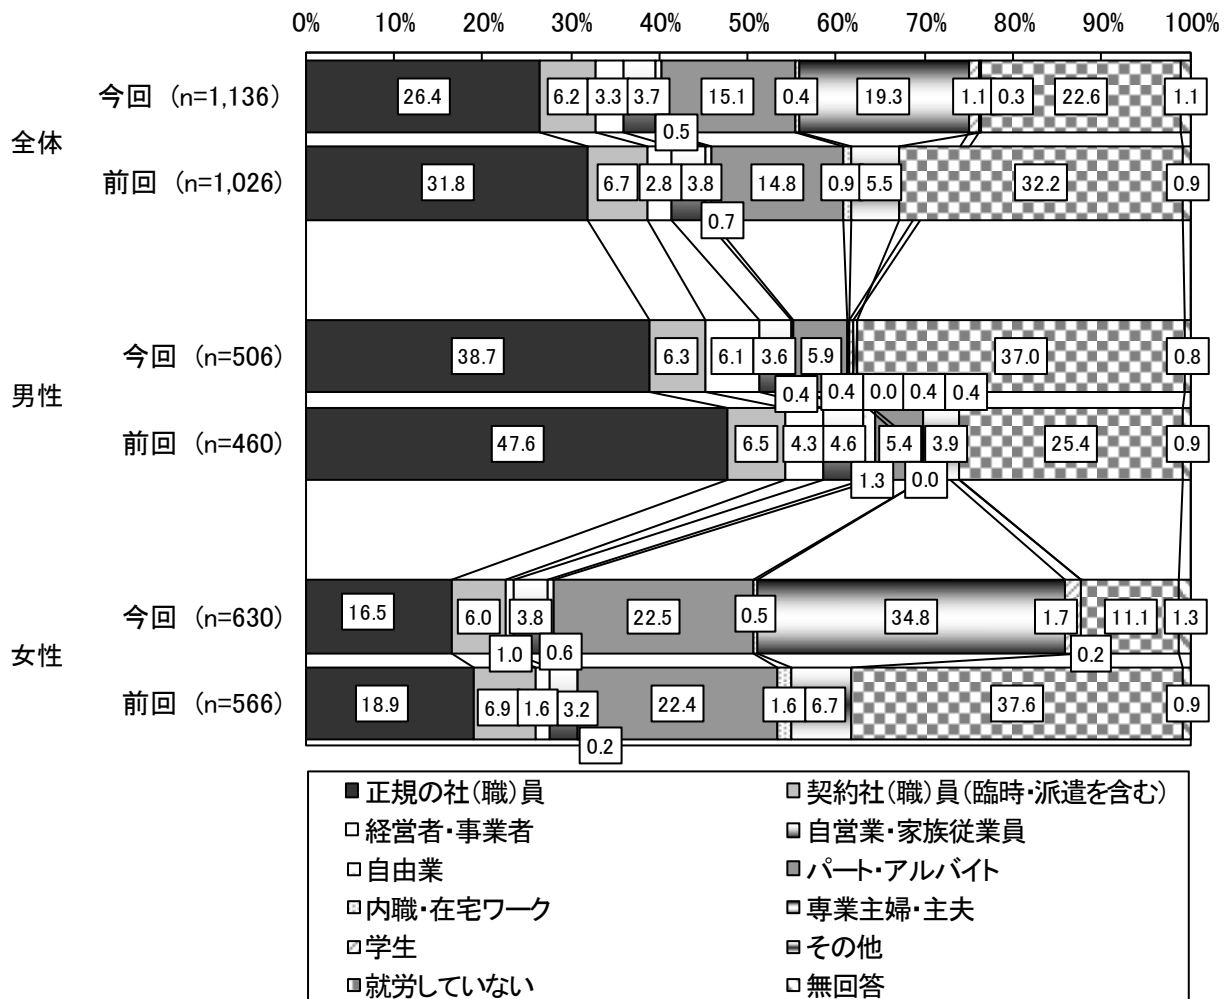 0% 10% 20% 30% 40% 50% 60% 70% 80% 90% 100%
全体
今回 (n=1,136) 26.4 6.2 3.3 3.7 15.1 0.4 19.3 1.1 0.3 22.6 1.1
0.5
前回 (n=1,026) 31.8 6.7 2.8 3.8 14.8 0.9 5.5 32.2 0.9
0.7
男性
今回 (n=506) 38.7 6.3 6.1 3.6 5.9 37.0 0.8
0.4 0.4 0.0 0.4 0.4
前回 (n=460) 47.6 6.5 4.3 4.6 5.4 3.9 25.4 0.9
1.3 0.0
女性
今回 (n=630) 16.5 6.0 3.8 22.5 0.5 34.8 1.7 11.1 1.3
1.0 0.6 0.2
前回 (n=566) 18.9 6.9 1.6 3.2 22.4 1.6 6.7 37.6 0.9
0.2
正規の社(職)員 契約社(職)員(臨時・派遣を含む)
経営者・事業者 自営業・家族従業員
自由業 パート・アルバイト
内職・在宅ワーク 専業主婦・主夫
学生 その他
就労していない 無回答